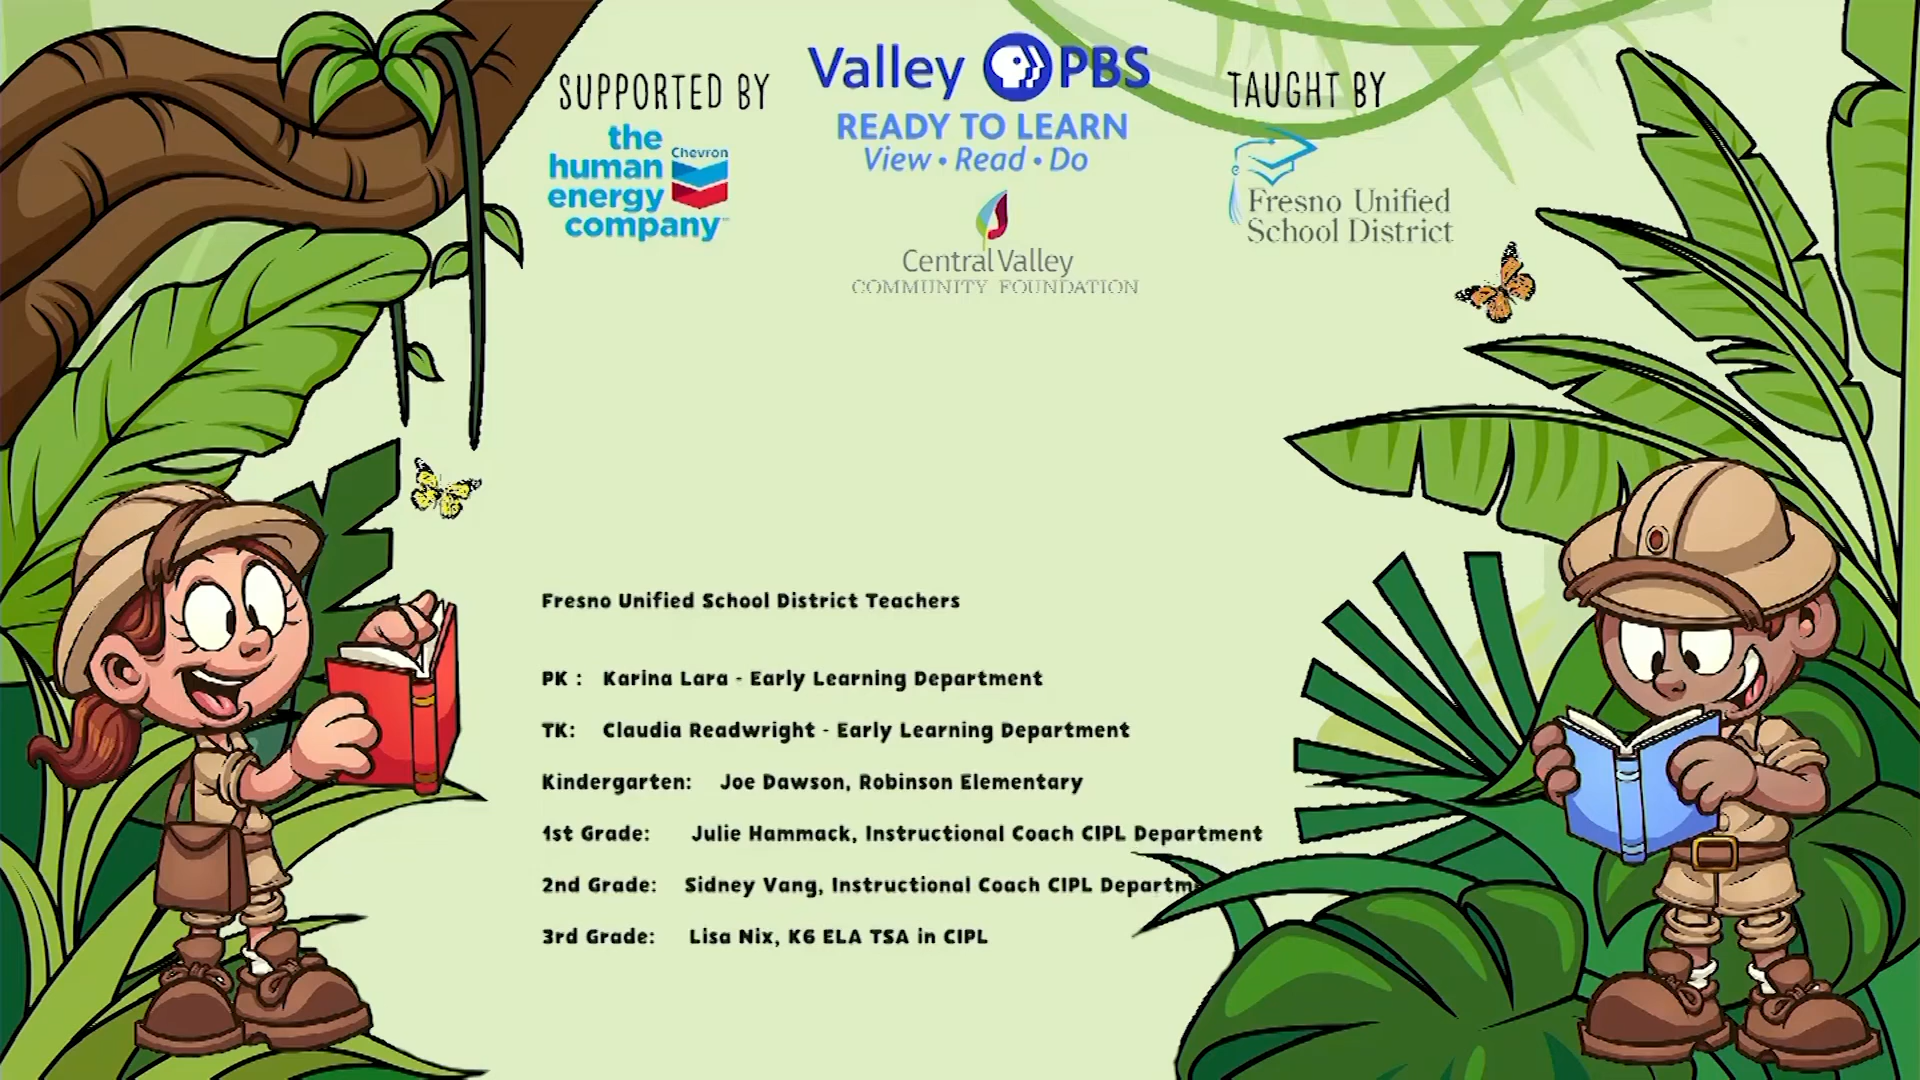 SUPPORTED BY
the
human
energy
company™
Chevron
Valley PBS
READY TO LEARN
View • Read • Do
Central Valley
COMMUNITY FOUNDATION
TAUGHT BY
Fresno Unified
School District
Fresno Unified School District Teachers
PK : Karina Lara - Early Learning Department
TK: Claudia Readwright - Early Learning Department
Kindergarten: Joe Dawson, Robinson Elementary
1st Grade: Julie Hammack, Instructional Coach CIPL Department
2nd Grade: Sidney Vang, Instructional Coach CIPL Departm
3rd Grade: Lisa Nix, K6 ELA TSA in CIPL